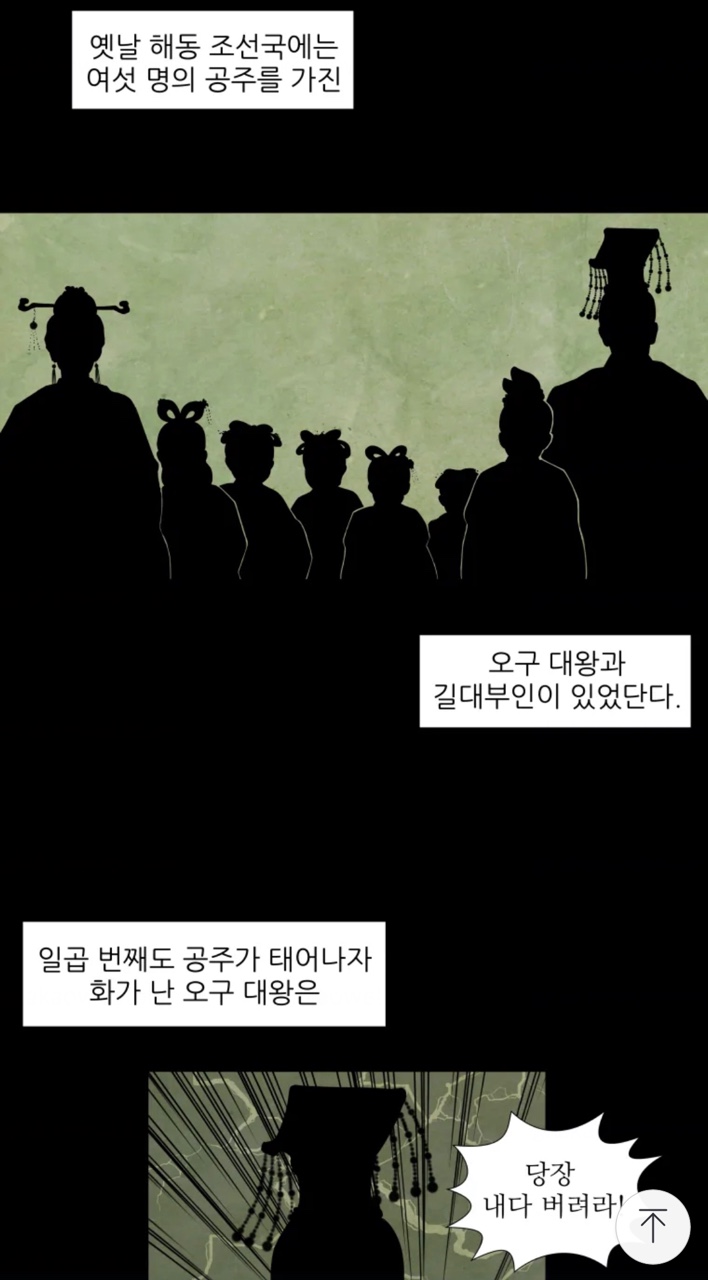 옛날 해동 조선국에는
여섯 명의 공주를 가진
오구 대왕과
길대부인이 있었단다.
일곱 번째도 공주가 태어나자
화가 난 오구 대왕은
당장
내다 버려라!